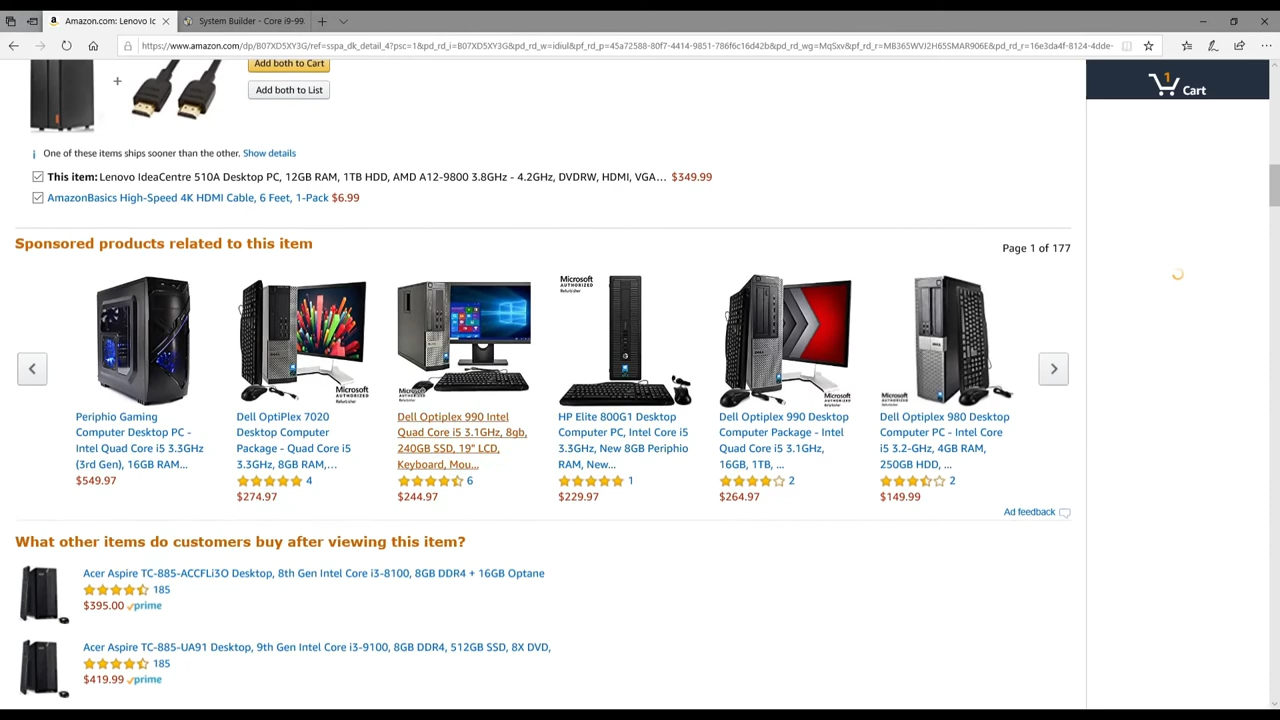 Amazon.com: Lenovo Ic
System Builder - Core i9-99
https://www.amazon.com/dp/B07XD5XY3G/ref=sspa_dk_detail_4?psc=1&pd_rd_i=B07XD5XY3G&pd_rd_w=idiul&pf_rd_p=45a72588-80f7-4414-9851-786f6c16d42b&pd_rd_wg=MqSxv&pf_rd_r=MB365WVJ2H65SMAR906E&pd_rd_r=16e3da4f-8124-4dde-
1
Cart
Add both to Cart
Add both to List
One of these items ships sooner than the other. Show details
This item: Lenovo IdeaCentre 510A Desktop PC, 12GB RAM, 1TB HDD, AMD A12-9800 3.8GHz - 4.2GHz, DVDRW, HDMI, VGA… $349.99
AmazonBasics High-Speed 4K HDMI Cable, 6 Feet, 1-Pack $6.99
Sponsored products related to this item
Page 1 of 177
Periphio Gaming
Computer Desktop PC -
Intel Quad Core i5 3.3GHz
(3rd Gen), 16GB RAM...
$549.97
Microsoft
Dell OptiPlex 7020
Desktop Computer
Package - Quad Core i5
3.3GHz, 8GB RAM,...
4
$274.97
Microsoft
Dell Optiplex 990 Intel
Quad Core i5 3.1GHz, 8gb,
240GB SSD, 19" LCD,
Keyboard, Mou...
6
$244.97
Microsoft
HP Elite 800G1 Desktop
Computer PC, Intel Core i5
3.3GHz, New 8GB Periphio
RAM, New...
1
$229.97
Microsoft
Dell Optiplex 990 Desktop
Computer Package - Intel
Quad Core i5 3.1GHz,
16GB, 1TB, ...
2
$264.97
Microsoft
Dell Optiplex 980 Desktop
Computer PC - Intel Core
i5 3.2-GHz, 4GB RAM,
250GB HDD, ...
2
$149.99
Ad feedback
What other items do customers buy after viewing this item?
Acer Aspire TC-885-ACCFLi3O Desktop, 8th Gen Intel Core i3-8100, 8GB DDR4 + 16GB Optane
185
$395.00 prime
Acer Aspire TC-885-UA91 Desktop, 9th Gen Intel Core i3-9100, 8GB DDR4, 512GB SSD, 8X DVD,
185
$419.99 prime